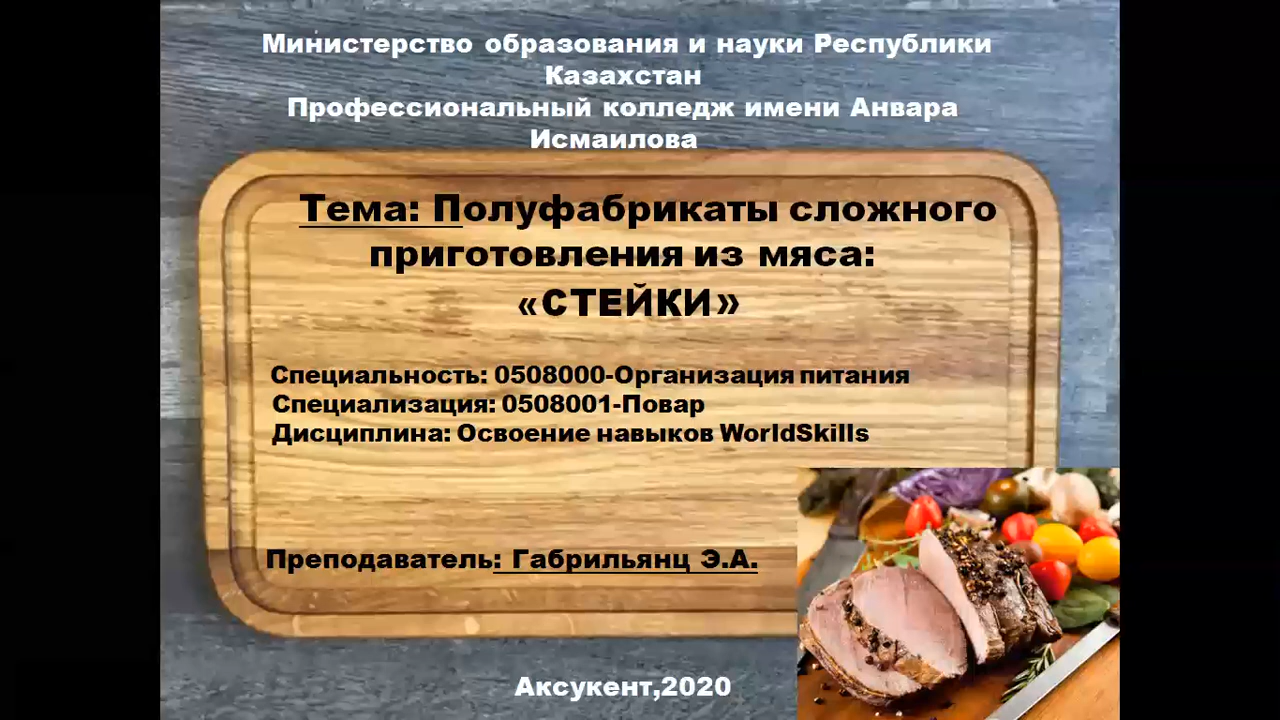 Министерство образования и науки Республики
Казахстан
Профессиональный колледж имени Анвара
Исмаилова
Тема: Полуфабрикаты сложного
приготовления из мяса:
«СТЕЙКИ»
Специальность: 0508000-Организация питания
Специализация: 0508001-Повар
Дисциплина: Освоение навыков WorldSkills
Преподаватель: Габрильянц Э.А.
Аксукент,2020